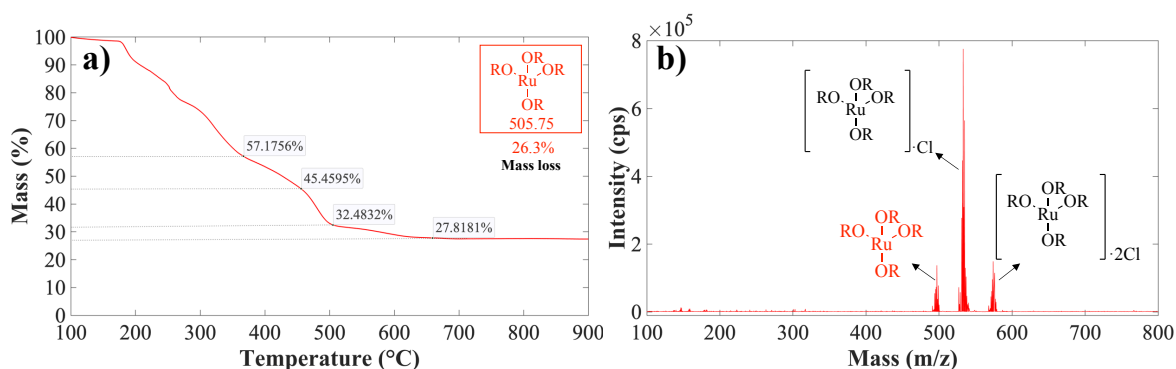 a)
Mass (%)
100
90
80
70
60
50
40
30
20
10
0
100 200 300 400 500 600 700 800 900
Temperature (°C)
57.1756%
45.4595%
32.4832%
27.8181%
OR
RO OR
Ru
OR
505.75
26.3%
Mass loss
b)
×10⁵
Intensity (cps)
8
6
4
2
0
100 200 300 400 500 600 700 800
Mass (m/z)
OR
RO OR
Ru
OR
·Cl
OR
RO OR
Ru
OR
OR
RO OR
Ru
OR
·2Cl